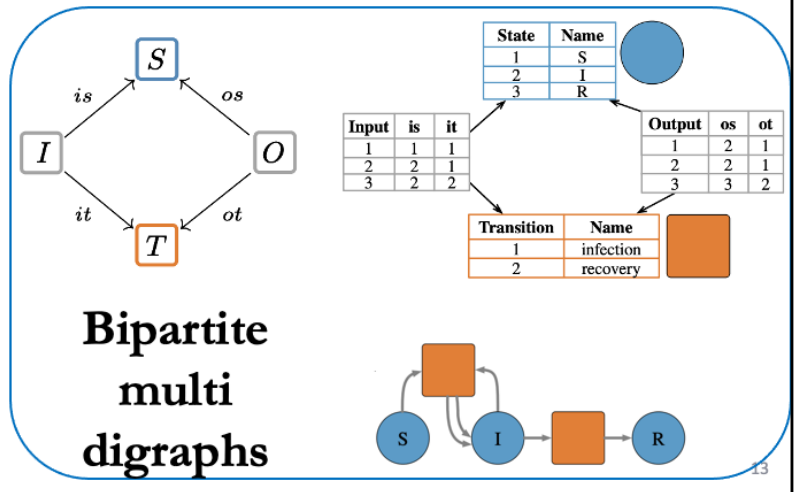 S
is
os
I
O
it
ot
T
State Name
1 S
2 I
3 R
Input is it
1 1 1
2 2 1
3 2 2
Output os ot
1 2 1
2 2 1
3 3 2
Transition Name
1 infection
2 recovery
Bipartite
multi
digraphs
S I R
13